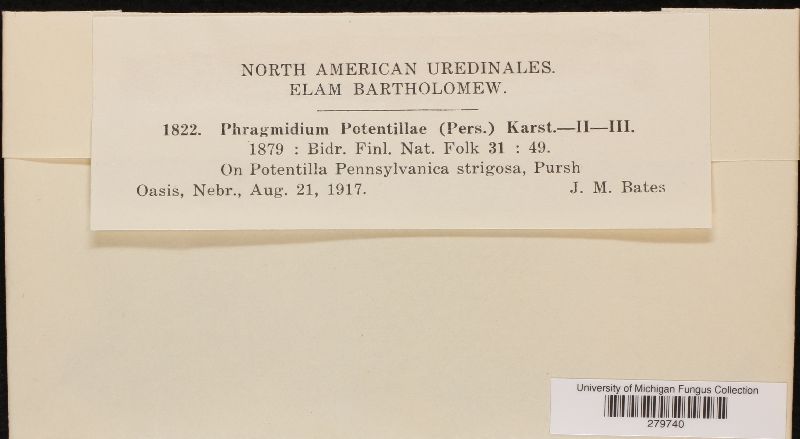 NORTH AMERICAN UREDINALES.
ELAM BARTHOLOMEW.
1822. Phragmidium Potentillae (Pers.) Karst.—II—III.
1879 : Bidr. Finl. Nat. Folk 31 : 49.
On Potentilla Pennsylvanica strigosa, Pursh
Oasis, Nebr., Aug. 21, 1917. J. M. Bates
University of Michigan Fungus Collection
279740